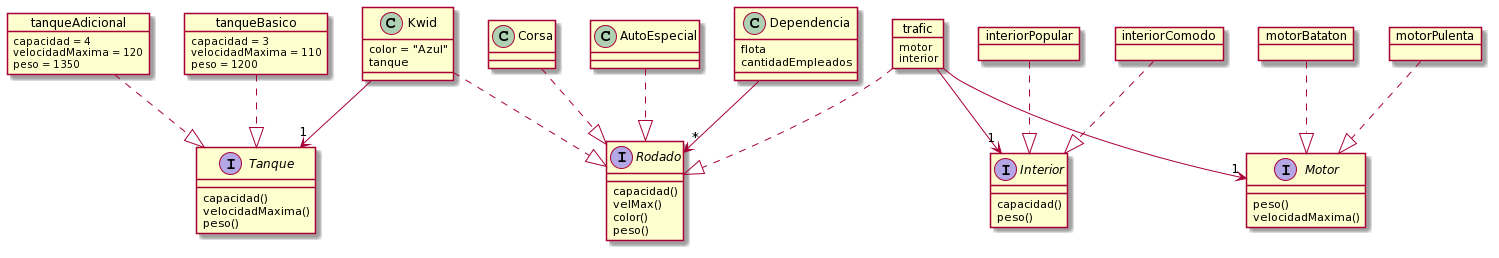 tanqueAdicional
capacidad = 4
velocidadMaxima = 120
peso = 1350
tanqueBasico
capacidad = 3
velocidadMaxima = 110
peso = 1200
C Kwid
color = "Azul"
tanque
C Corsa
C AutoEspecial
C Dependencia
flota
cantidadEmpleados
trafic
motor
interior
interiorPopular
interiorComodo
motorBataton
motorPulenta
1
*
1
1
I Tanque
capacidad()
velocidadMaxima()
peso()
I Rodado
capacidad()
velMax()
color()
peso()
I Interior
capacidad()
peso()
I Motor
peso()
velocidadMaxima()